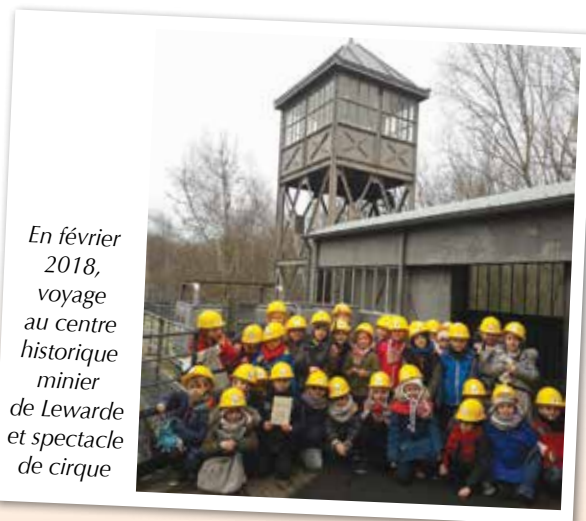 En février
2018,
voyage
au centre
historique
minier
de Lewarde
et spectacle
de cirque